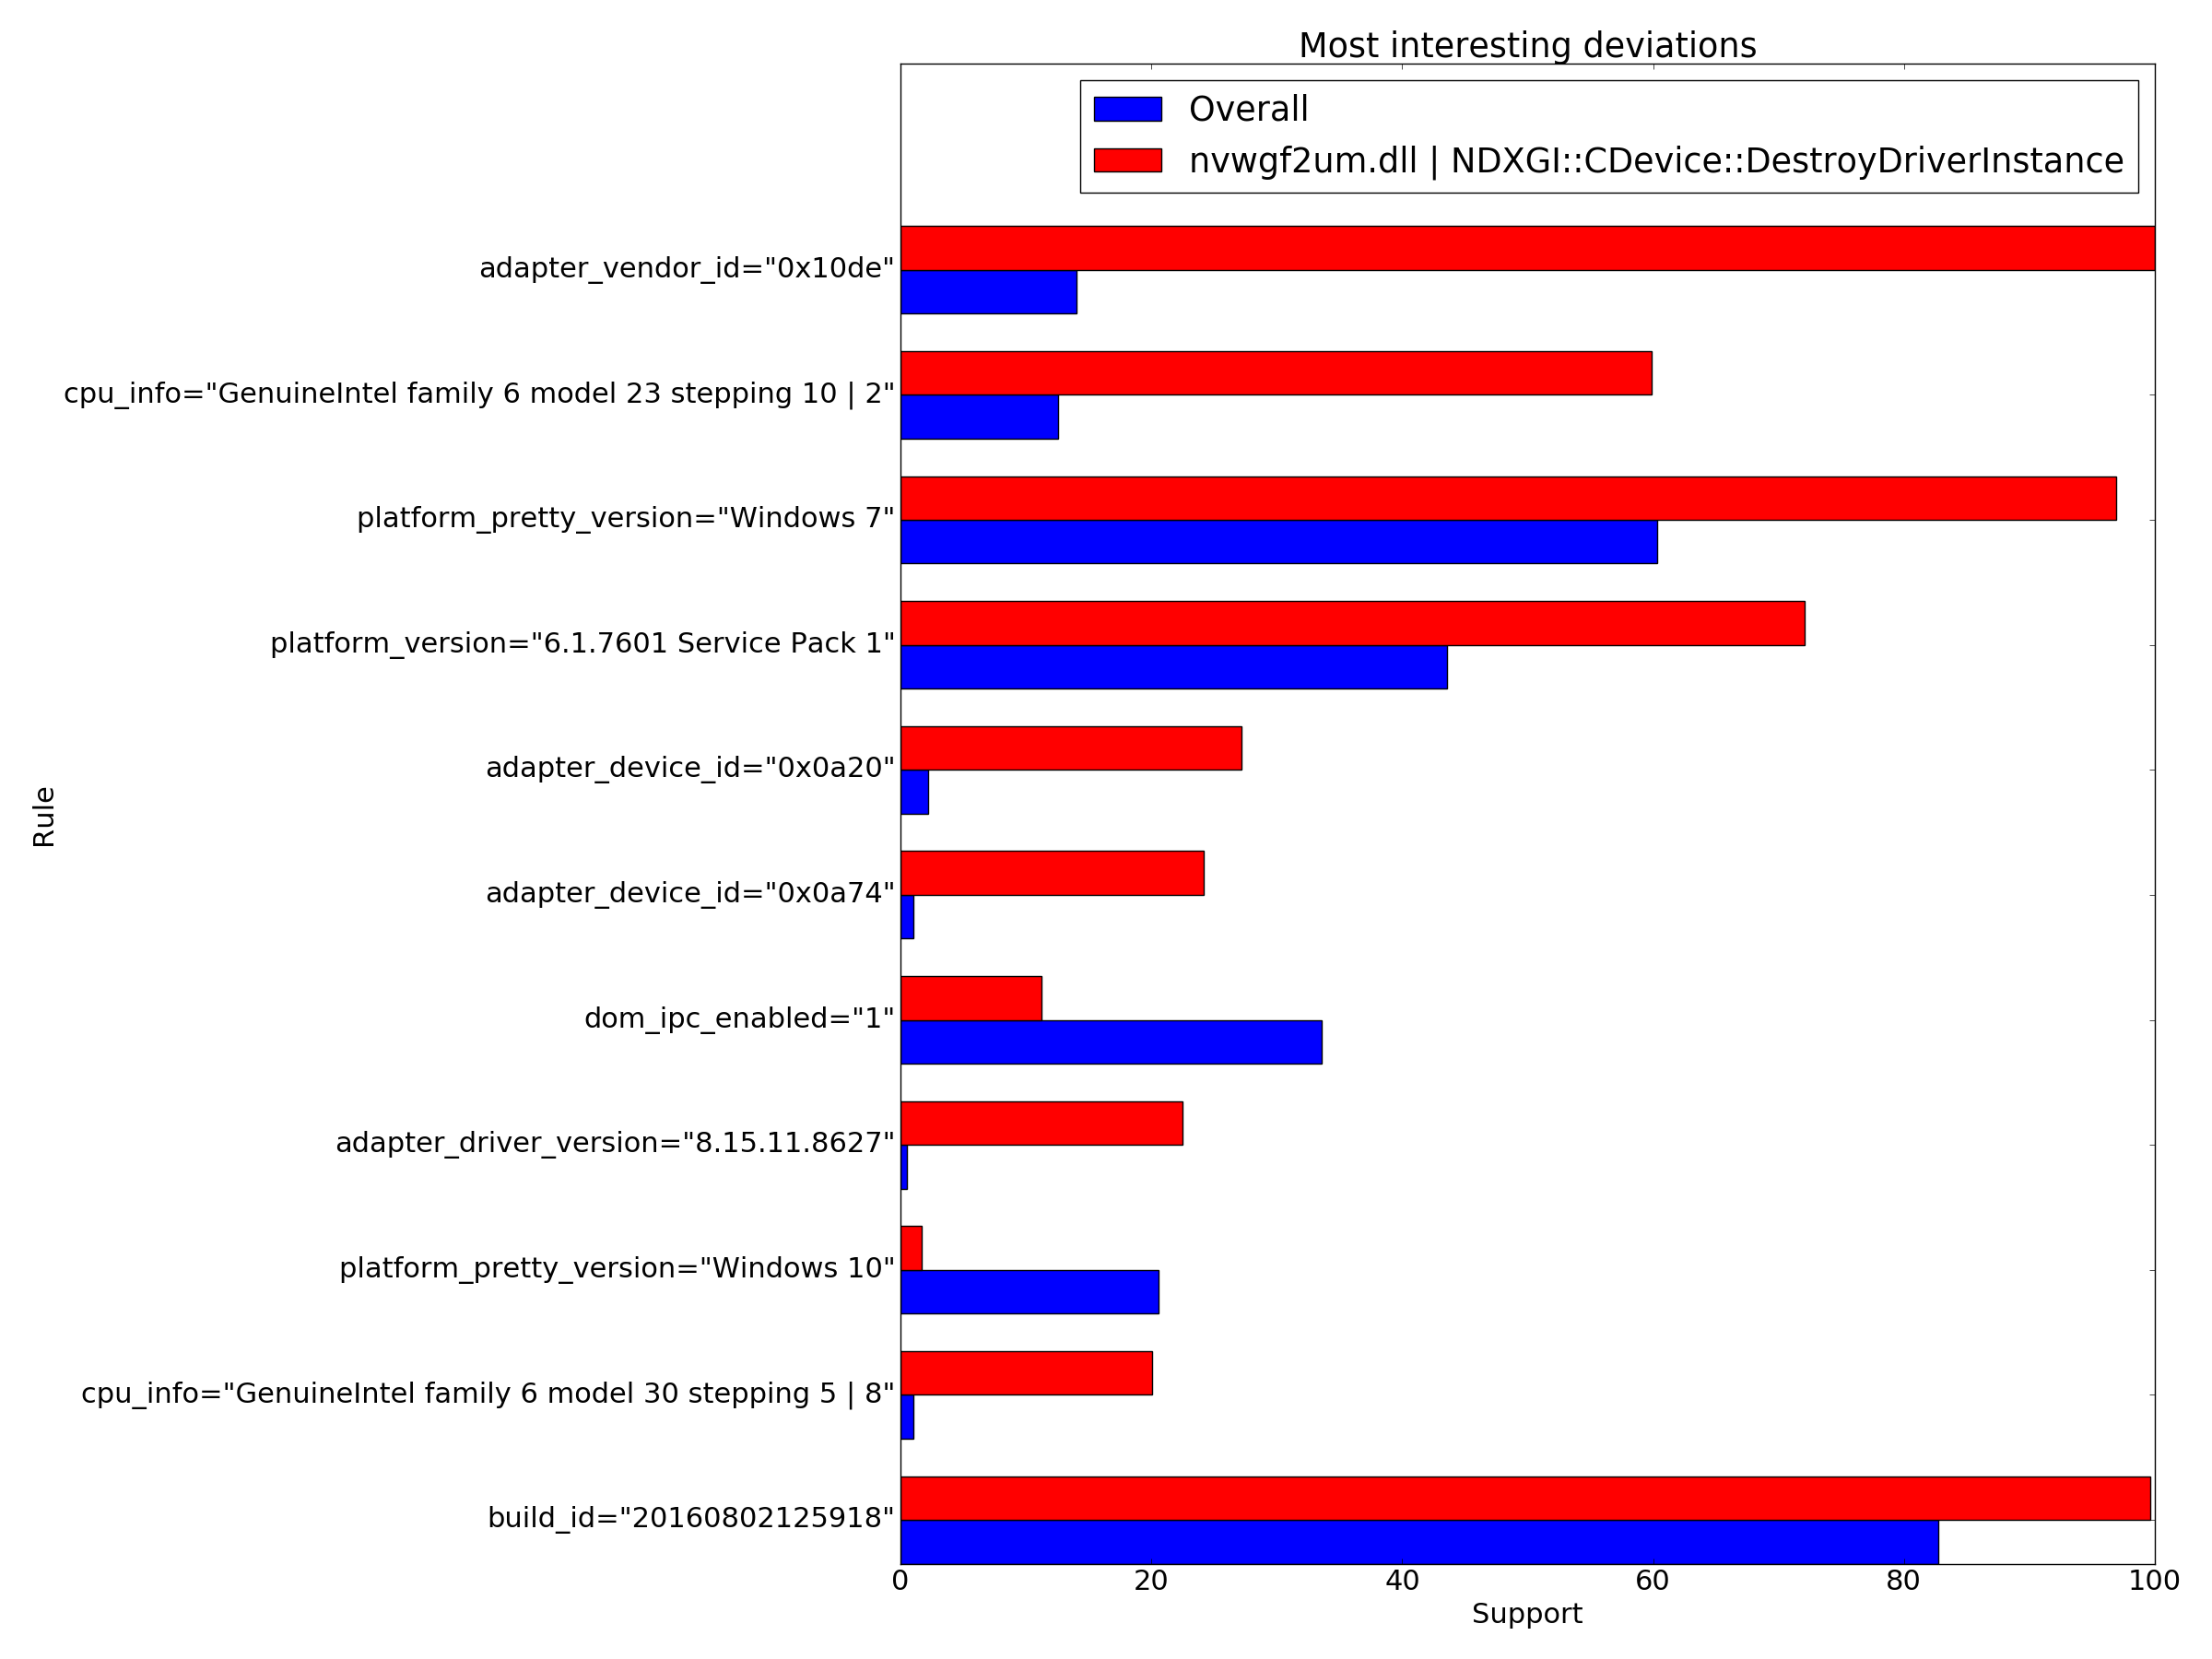 Most interesting deviations
Overall
nvwgf2um.dll | NDXGI::CDevice::DestroyDriverInstance
adapter_vendor_id="0x10de"
cpu_info="GenuineIntel family 6 model 23 stepping 10 | 2"
platform_pretty_version="Windows 7"
platform_version="6.1.7601 Service Pack 1"
adapter_device_id="0x0a20"
adapter_device_id="0x0a74"
dom_ipc_enabled="1"
adapter_driver_version="8.15.11.8627"
platform_pretty_version="Windows 10"
cpu_info="GenuineIntel family 6 model 30 stepping 5 | 8"
build_id="20160802125918"
Rule
0 20 40 60 80 100
Support